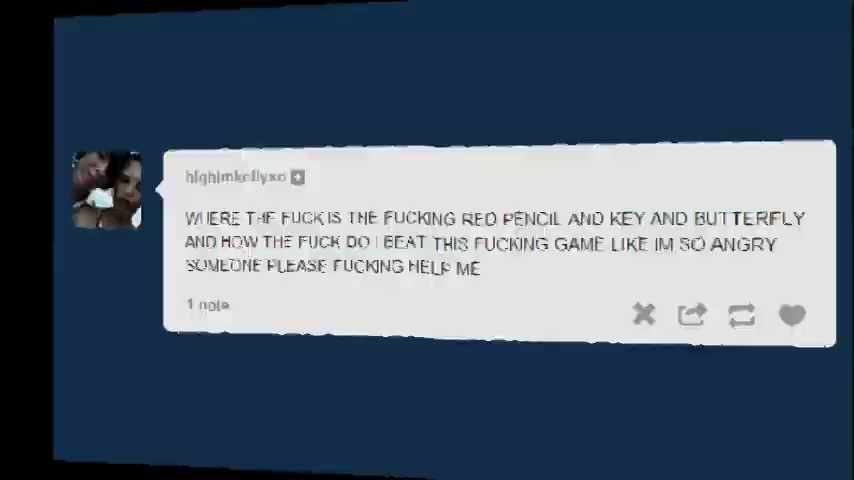 highimkellyxo
WHERE THE FUCK IS THE FUCKING RED PENCIL AND KEY AND BUTTERFLY
AND HOW THE FUCK DO I BEAT THIS FUCKING GAME LIKE IM SO ANGRY
SOMEONE PLEASE FUCKING HELP ME
1 note